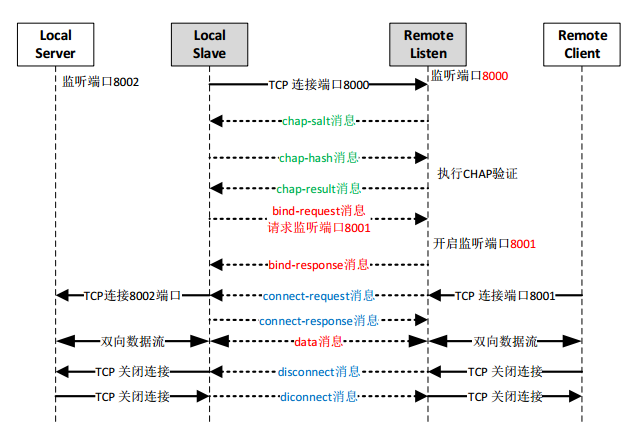 Local
Server
Local
Slave
Remote
Listen
Remote
Client
监听端口8002
TCP 连接端口8000
监听端口8000
chap-salt消息
chap-hash消息
执行CHAP验证
chap-result消息
bind-request消息
请求监听端口8001
开启监听端口8001
bind-response消息
TCP连接8002端口
connect-request消息
TCP 连接端口8001
connect-response消息
双向数据流
data消息
双向数据流
TCP 关闭连接
disconnect消息
TCP 关闭连接
TCP 关闭连接
diconnect消息
TCP 关闭连接